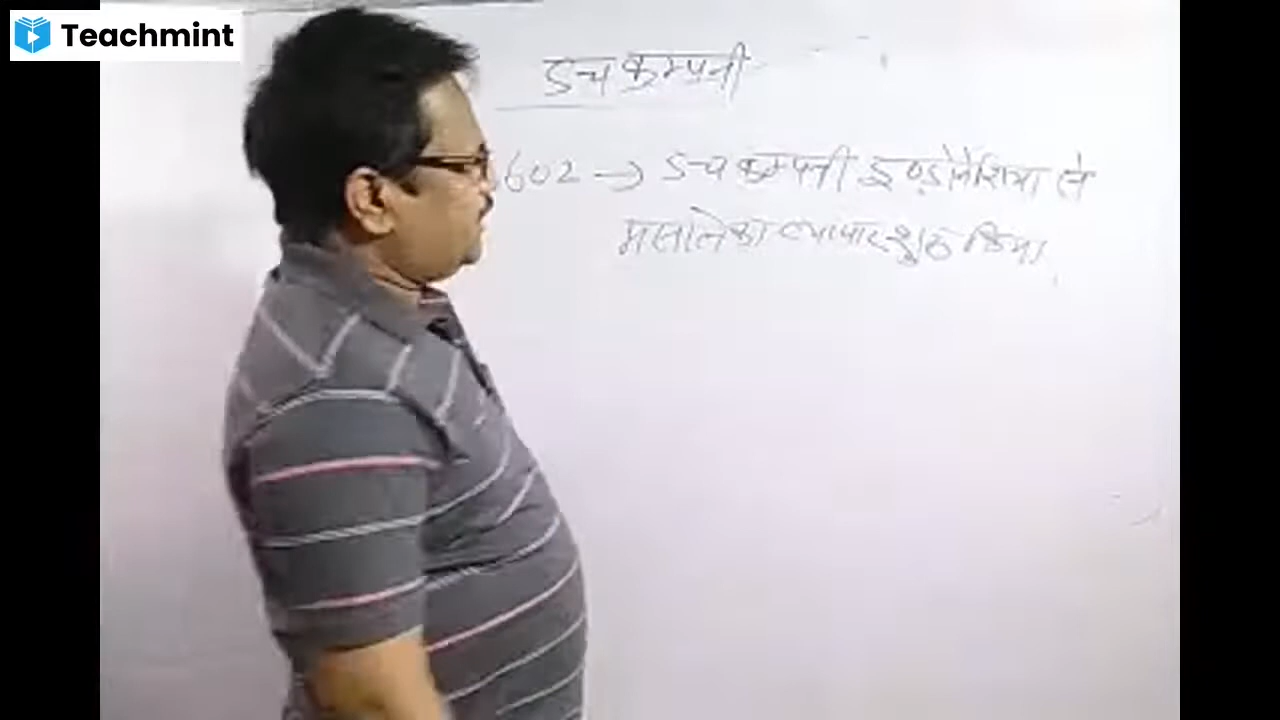 Teachmint
डच कम्पनी
602 → डच कम्पनी इण्डोनेशिया से
मसाले का व्यापार शुरू किया